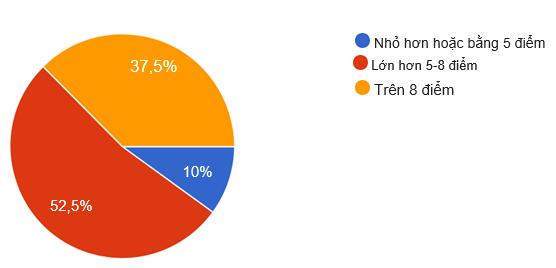 37,5%
10%
52,5%
Nhỏ hơn hoặc bằng 5 điểm
Lớn hơn 5-8 điểm
Trên 8 điểm